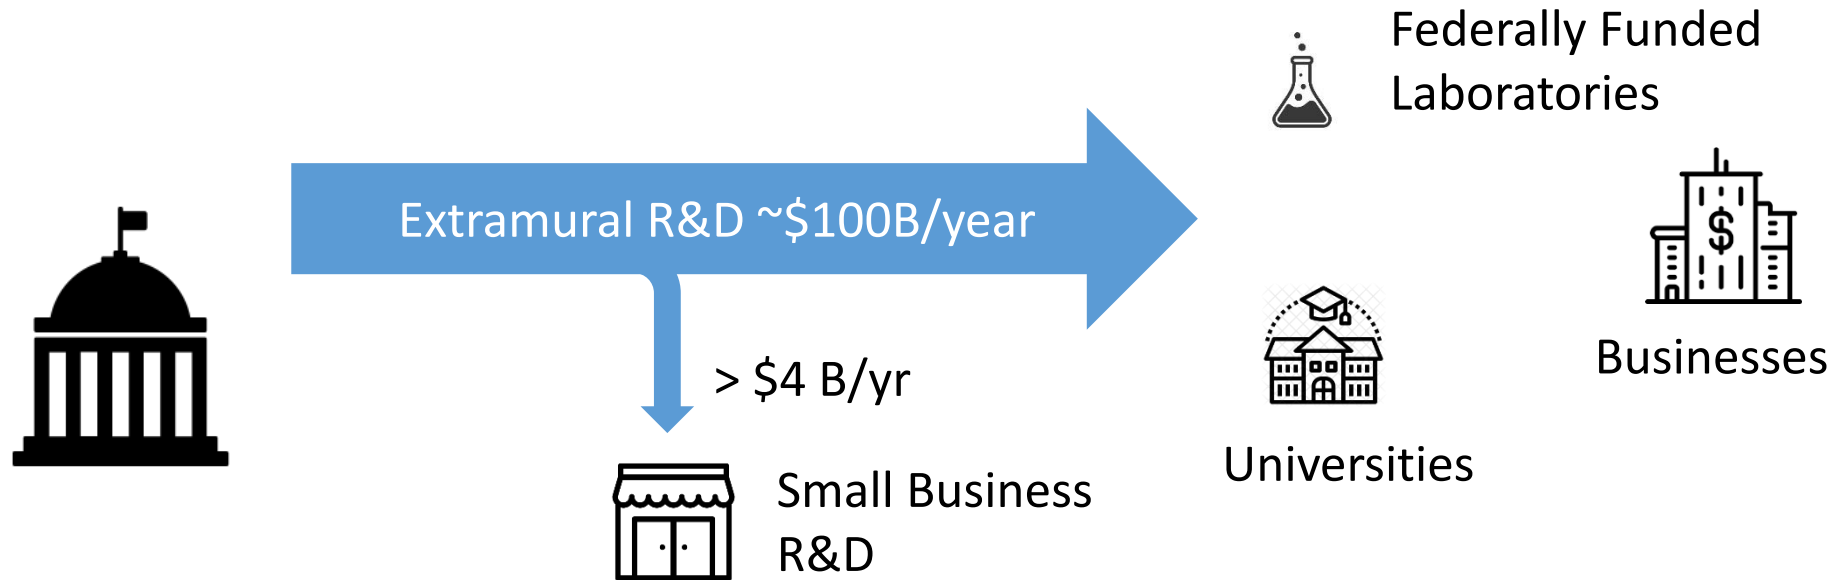 Federally Funded
Laboratories
Extramural R&D ~$100B/year
$
Businesses
> $4 B/yr
Universities
Small Business
R&D